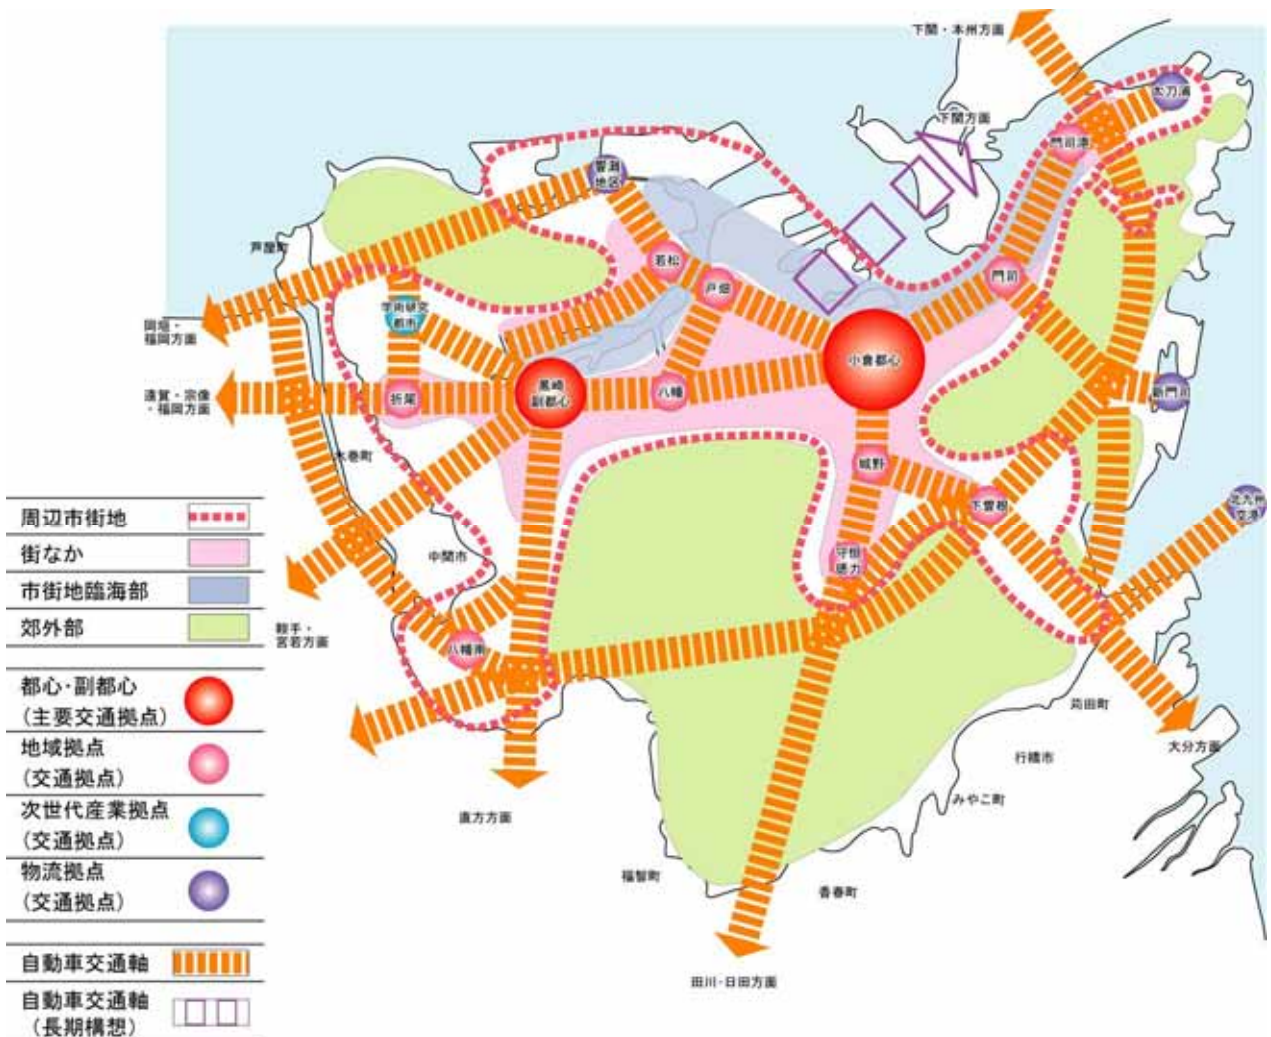 下関・本州方面
太刀浦
下関方面
門司港
響灘
地区
芦屋町
若松
門司
戸畑
学術研究
都市
岡垣・
福岡方面
小倉都心
黒崎
副都心
八幡
新門司
遠賀・宗像
・福岡方面
折尾
水巻町
城野
下曽根
北九州
空港
中間市
守恒
徳力
鞍手・
宮若方面
八幡南
苅田町
大分方面
行橋市
みやこ町
直方方面
福智町
香春町
田川・日田方面
周辺市街地
街なか
市街地臨海部
郊外部
都心・副都心
(主要交通拠点)
地域拠点
(交通拠点)
次世代産業拠点
(交通拠点)
物流拠点
(交通拠点)
自動車交通軸
自動車交通軸
(長期構想)